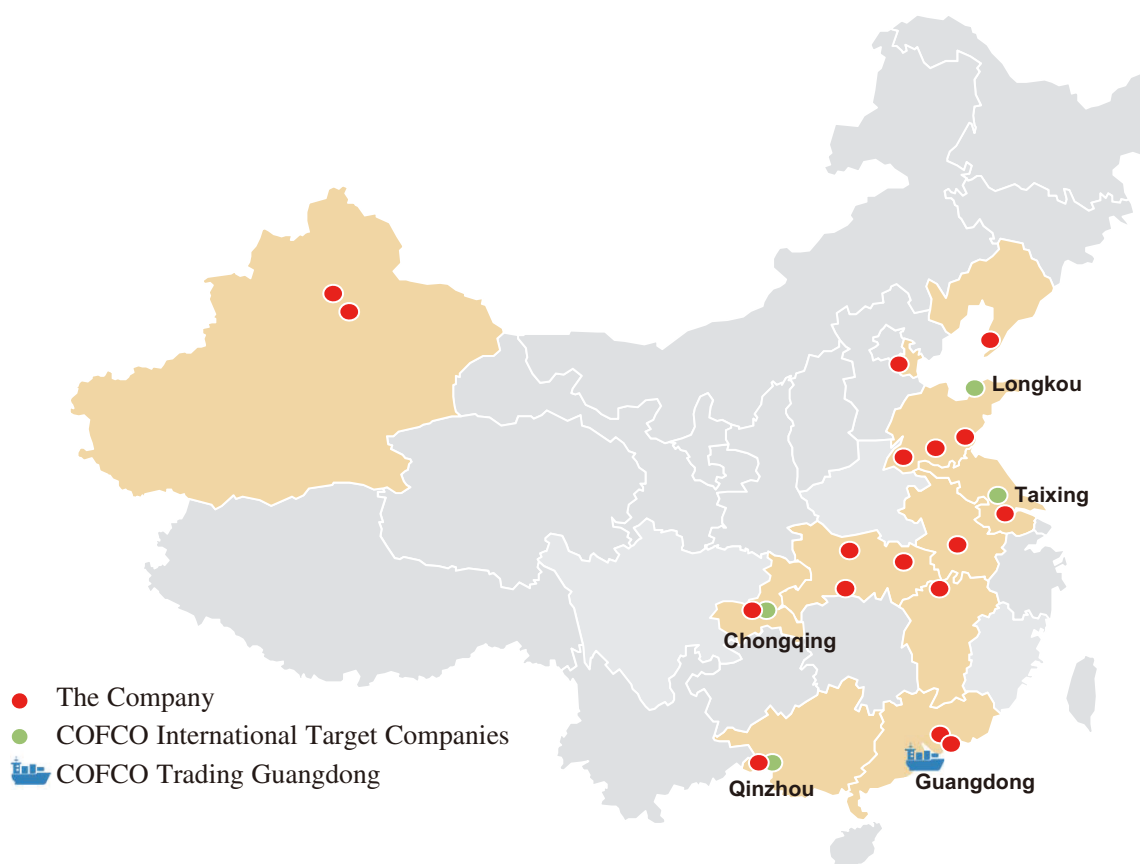 Longkou
Taixing
Chongqing
The Company
COFCO International Target Companies
COFCO Trading Guangdong
Qinzhou
Guangdong